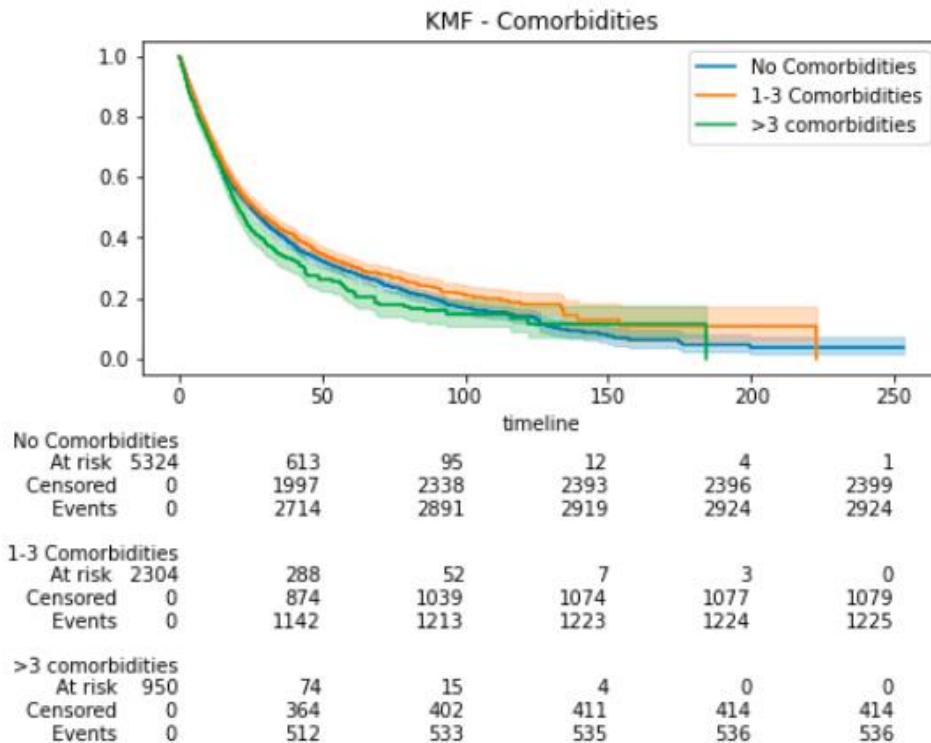 KMF - Comorbidities
No Comorbidities
1-3 Comorbidities
>3 comorbidities
1.0
0.8
0.6
0.4
0.2
0.0
0 50 100 150 200 250
timeline
No Comorbidities
At risk 5324 613 95 12 4 1
Censored 0 1997 2338 2393 2396 2399
Events 0 2714 2891 2919 2924 2924
1-3 Comorbidities
At risk 2304 288 52 7 3 0
Censored 0 874 1039 1074 1077 1079
Events 0 1142 1213 1223 1224 1225
>3 comorbidities
At risk 950 74 15 4 0 0
Censored 0 364 402 411 414 414
Events 0 512 533 535 536 536